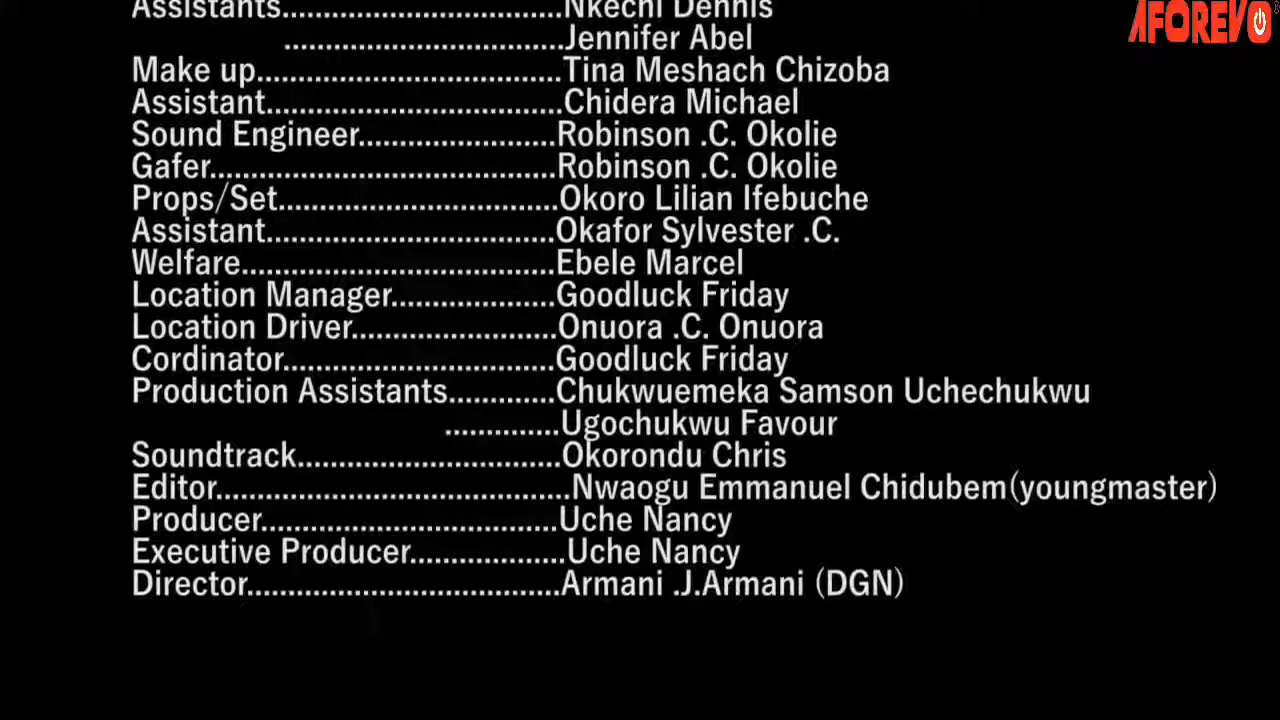 Assistants..................................Nkechi Dennis
AFOREVO
..................................Jennifer Abel
Make up.....................................Tina Meshach Chizoba
Assistant...................................Chidera Michael
Sound Engineer........................Robinson .C. Okolie
Gafer.........................................Robinson .C. Okolie
Props/Set..................................Okoro Lilian Ifebuche
Assistant...................................Okafor Sylvester .C.
Welfare......................................Ebele Marcel
Location Manager....................Goodluck Friday
Location Driver.........................Onuora .C. Onuora
Cordinator.................................Goodluck Friday
Production Assistants.............Chukwuemeka Samson Uchechukwu
..............Ugochukwu Favour
Soundtrack................................Okorondu Chris
Editor...........................................Nwaogu Emmanuel Chidubem(youngmaster)
Producer....................................Uche Nancy
Executive Producer...................Uche Nancy
Director......................................Armani .J.Armani (DGN)